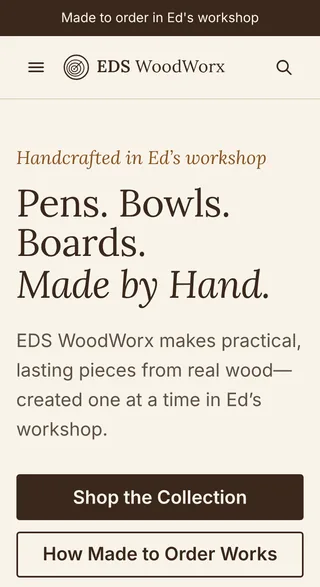 Made to order in Ed's workshop
EDS WoodWorx
Handcrafted in Ed’s workshop
Pens. Bowls.
Boards.
Made by Hand.
EDS WoodWorx makes practical,
lasting pieces from real wood—
created one at a time in Ed’s
workshop.
Shop the Collection
How Made to Order Works